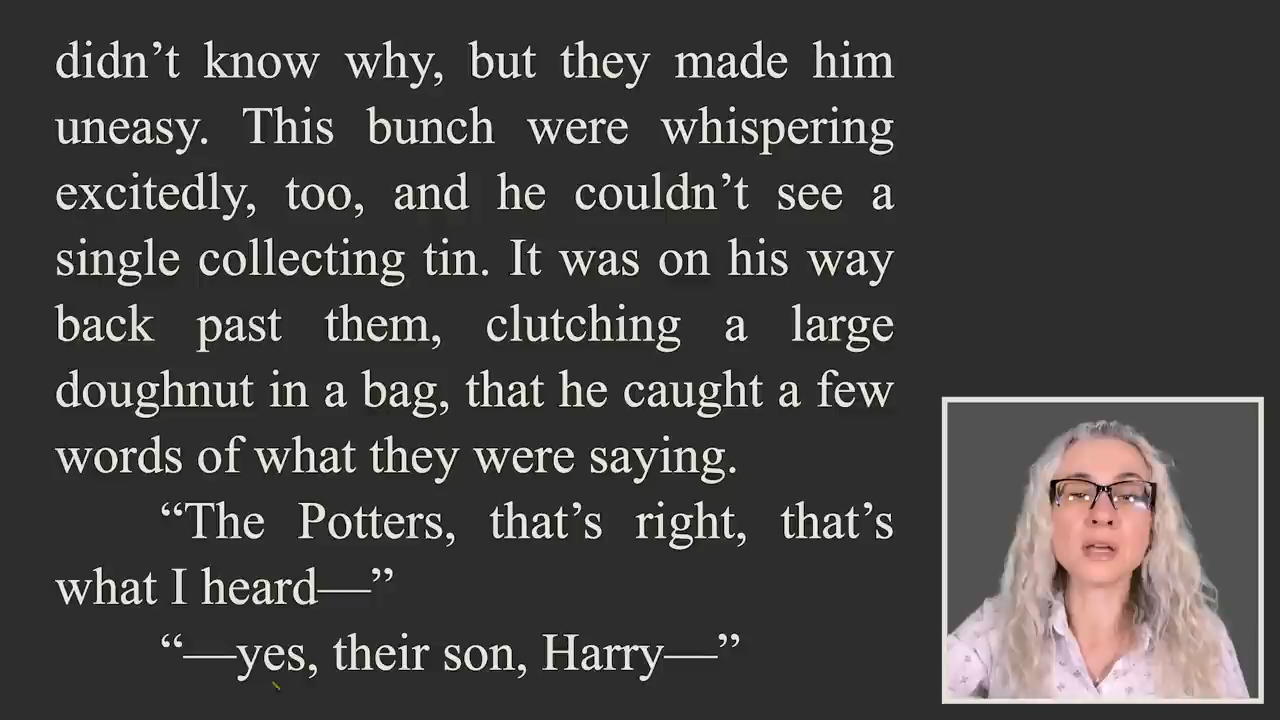 didn’t know why, but they made him
uneasy. This bunch were whispering
excitedly, too, and he couldn’t see a
single collecting tin. It was on his way
back past them, clutching a large
doughnut in a bag, that he caught a few
words of what they were saying.
“The Potters, that’s right, that’s
what I heard—”
“—yes, their son, Harry—”